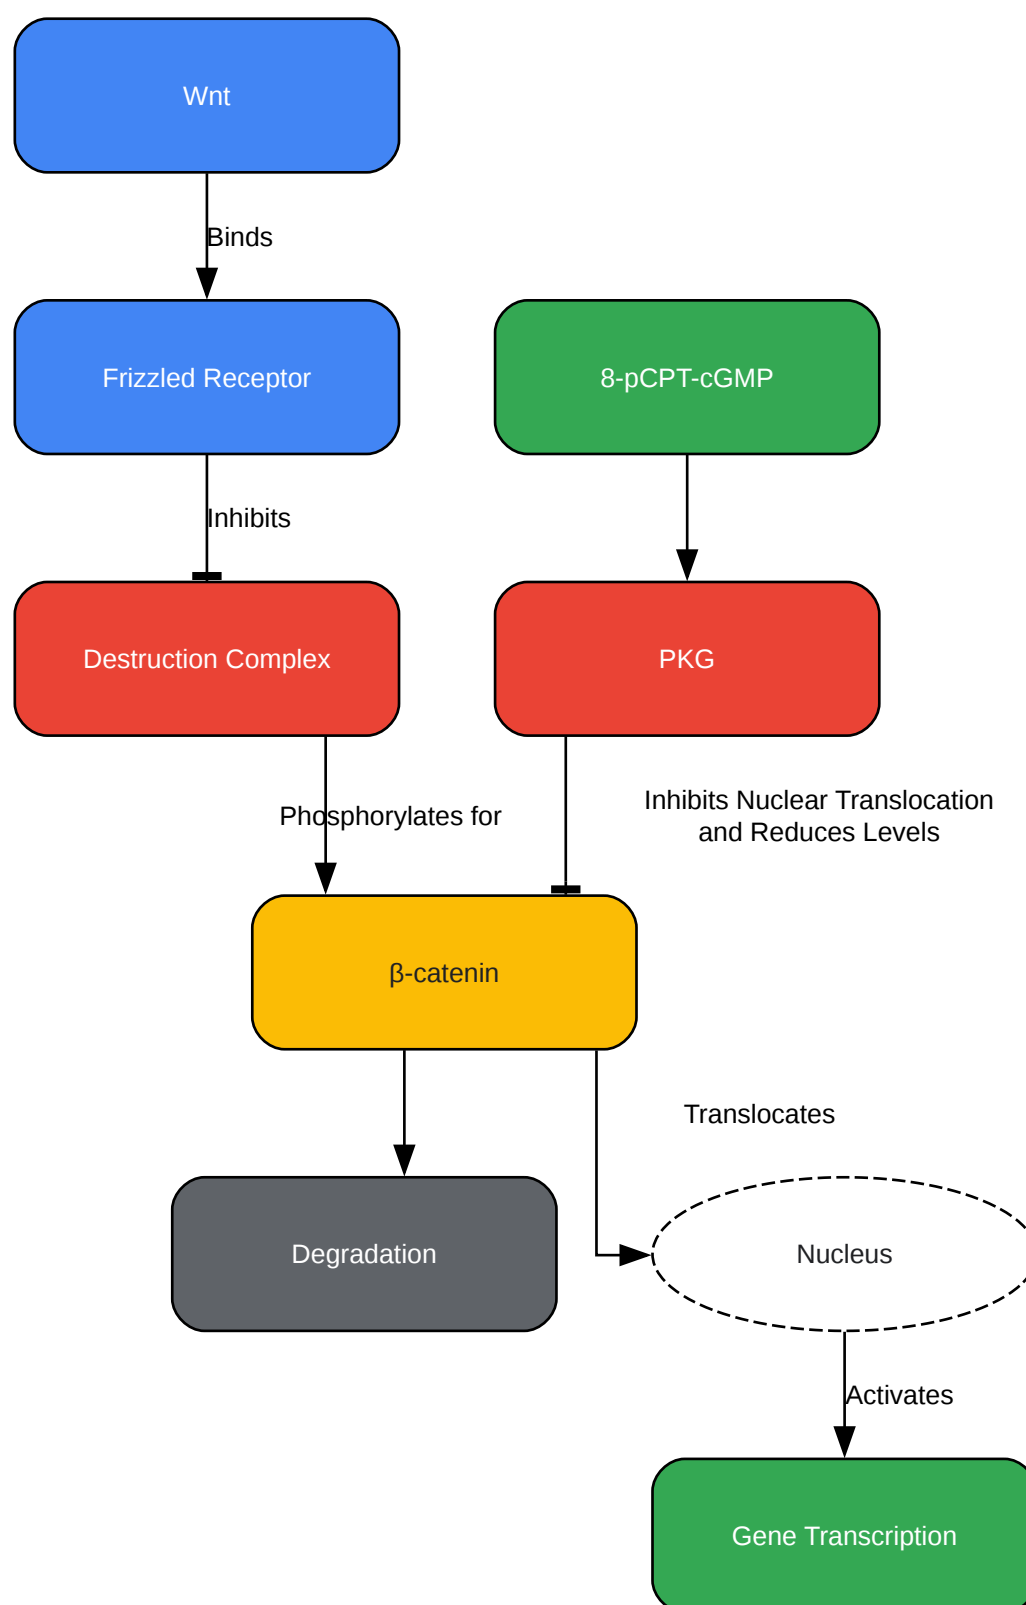 Wnt
Binds
Frizzled Receptor
8-pCPT-cGMP
Inhibits
Destruction Complex
PKG
Phosphorylates for
Inhibits Nuclear Translocation
and Reduces Levels
β-catenin
Translocates
Degradation
Nucleus
Activates
Gene Transcription